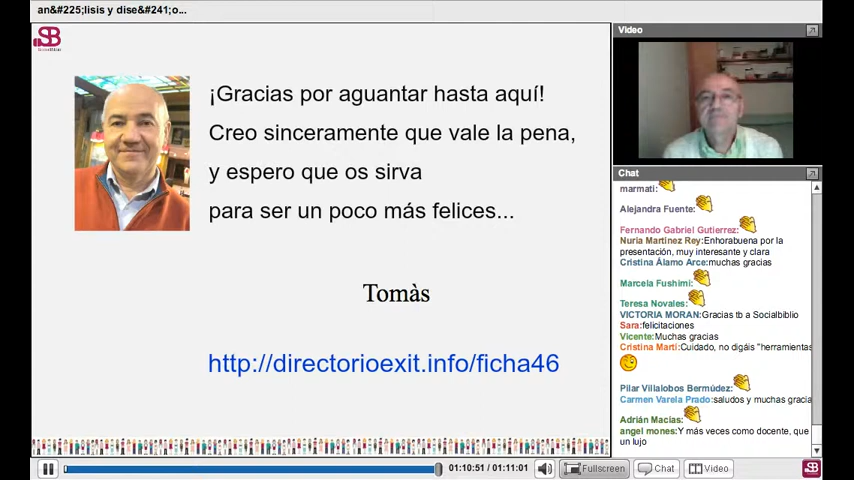 an&#225;lisis y dise&#241;o...
SB
¡Gracias por aguantar hasta aquí!
Creo sinceramente que vale la pena,
y espero que os sirva
para ser un poco más felices...
Tomàs
http://directorioexit.info/ficha46
Video
Chat
marmati:
Alejandra Fuente:
Fernando Gabriel Gutierrez:
Nuria Martinez Rey:Enhorabuena por la
presentación, muy interesante y clara
Cristina Álamo Arce:muchas gracias
Marcela Fushimi:
Teresa Novales:
VICTORIA MORAN:Gracias tb a Socialbiblio
Sara:felicitaciones
Vicente:Muchas gracias
Cristina Martí:Cuidado, no digáis "herramientas
Pilar Villalobos Bermúdez:
Carmen Varela Prado:saludos y muchas gracia
Adrián Macias:
angel mones:Y más veces como docente, que
un lujo
01:10:51 / 01:11:01
Fullscreen
Chat
Video
SB